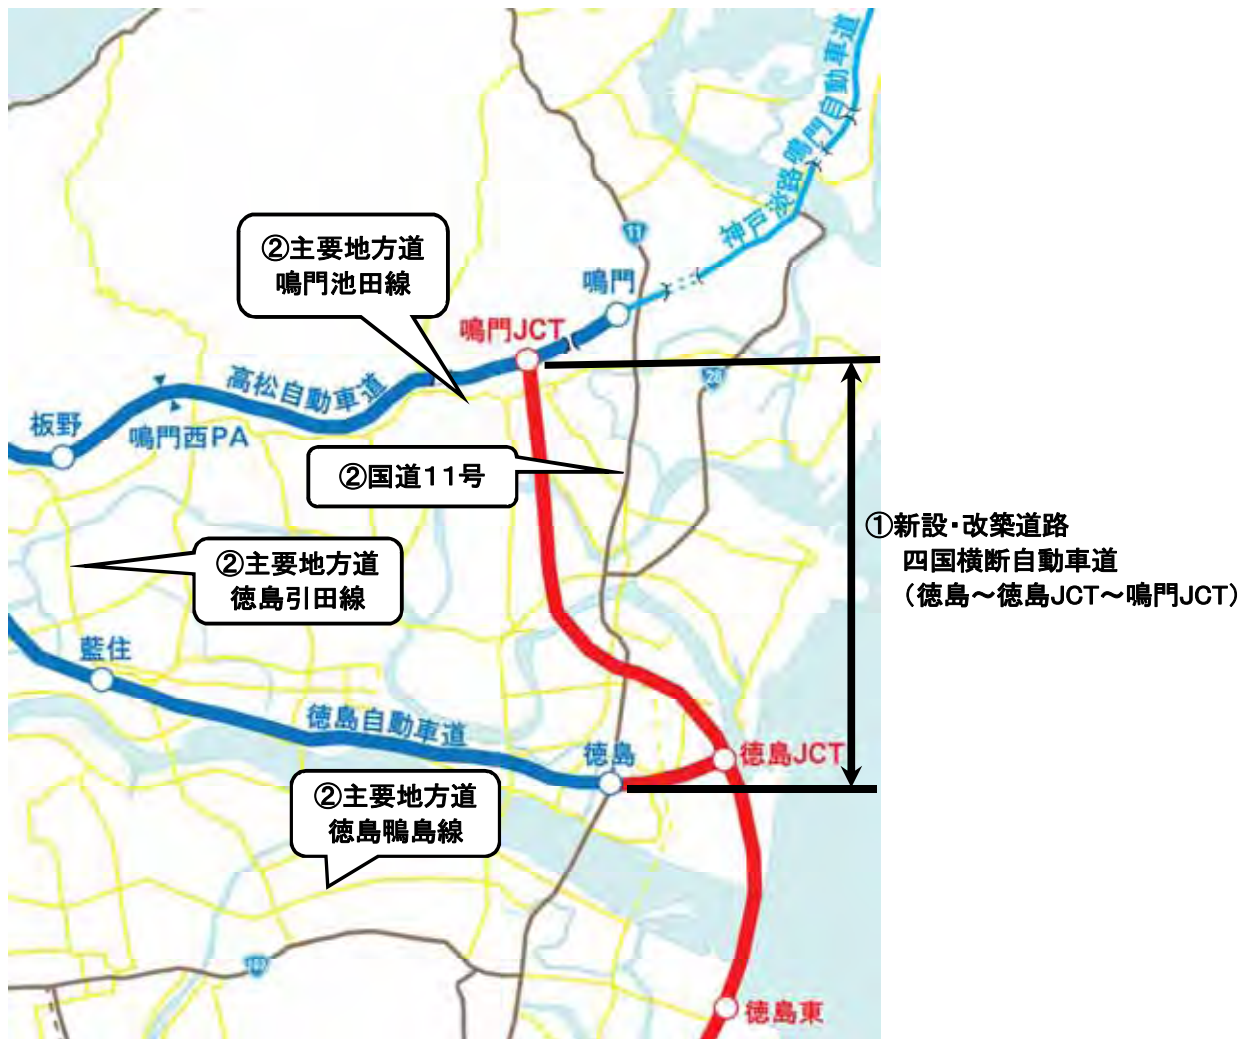 神戸淡路鳴門自動車道
11
②主要地方道
鳴門池田線
鳴門
鳴門JCT
高松自動車道
28
板野
鳴門西PA
②国道11号
①新設・改築道路
四国横断自動車道
（徳島～徳島JCT～鳴門JCT）
②主要地方道
徳島引田線
藍住
徳島自動車道
徳島
徳島JCT
②主要地方道
徳島鴨島線
192
徳島東